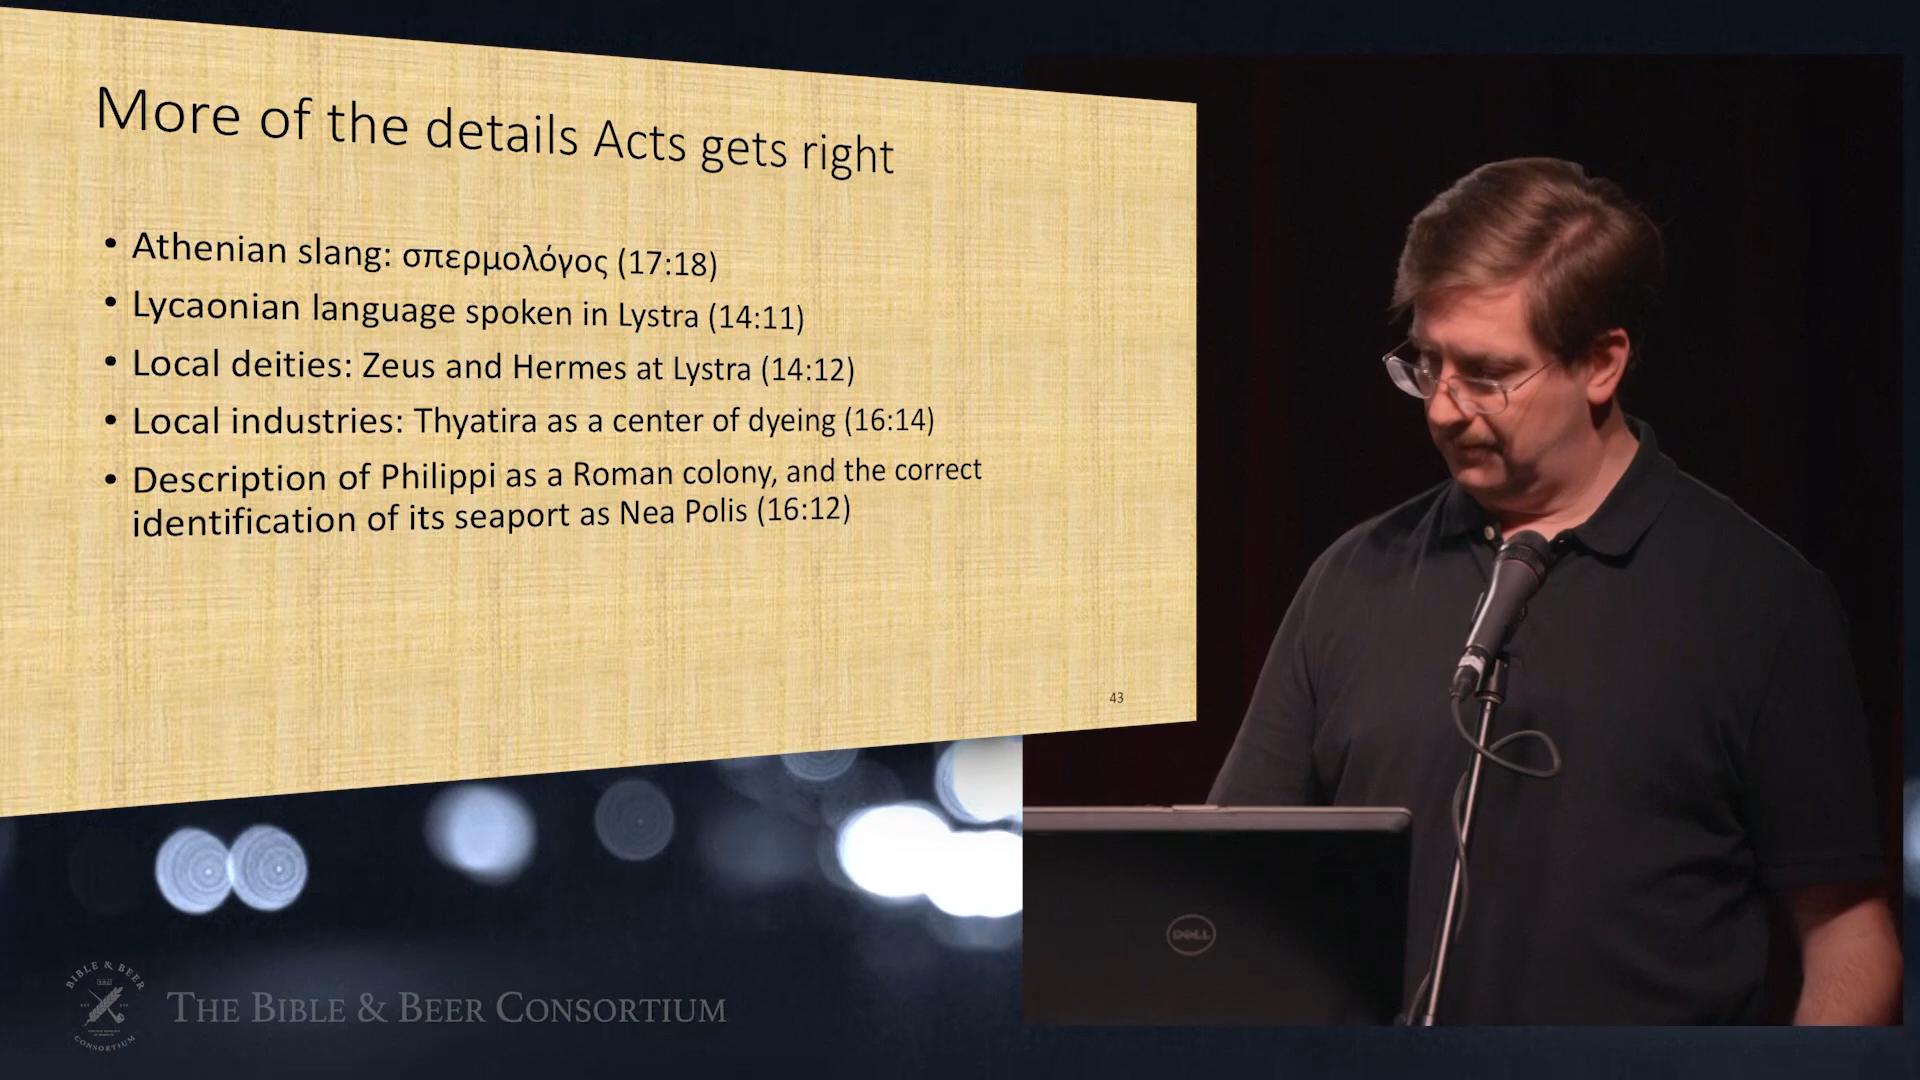 More of the details Acts gets right
• Athenian slang: σπερμολόγος (17:18)
• Lycaonian language spoken in Lystra (14:11)
• Local deities: Zeus and Hermes at Lystra (14:12)
• Local industries: Thyatira as a center of dyeing (16:14)
• Description of Philippi as a Roman colony, and the correct
identification of its seaport as Nea Polis (16:12)
43
DELL
BIBLE & BEER
CONSORTIUM
THE BIBLE & BEER CONSORTIUM